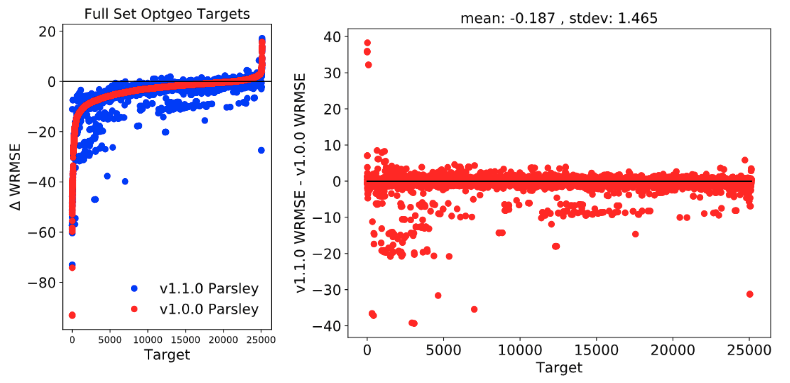 Full Set Optgeo Targets
20
0
−20
−40
−60
−80
Δ WRMSE
v1.1.0 Parsley
v1.0.0 Parsley
0 5000 10000 15000 20000 25000
Target
mean: -0.187 , stdev: 1.465
40
30
20
10
0
−10
−20
−30
−40
v1.1.0 WRMSE - v1.0.0 WRMSE
0 5000 10000 15000 20000 25000
Target